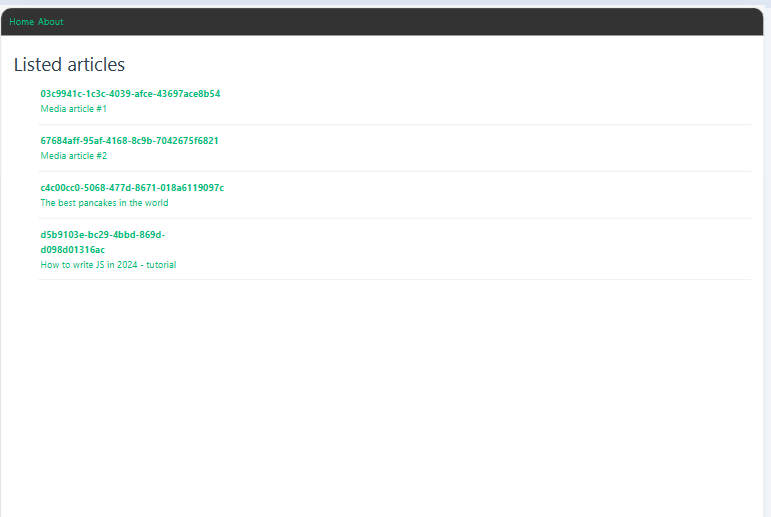 Home About
Listed articles
03c9941c-1c3c-4039-afce-43697ace8b54
Media article #1
67684aff-95af-4168-8c9b-7042675f6821
Media article #2
c4c00cc0-5068-477d-8671-018a6119097c
The best pancakes in the world
d5b9103e-bc29-4bbd-869d-
d098d01316ac
How to write JS in 2024 - tutorial